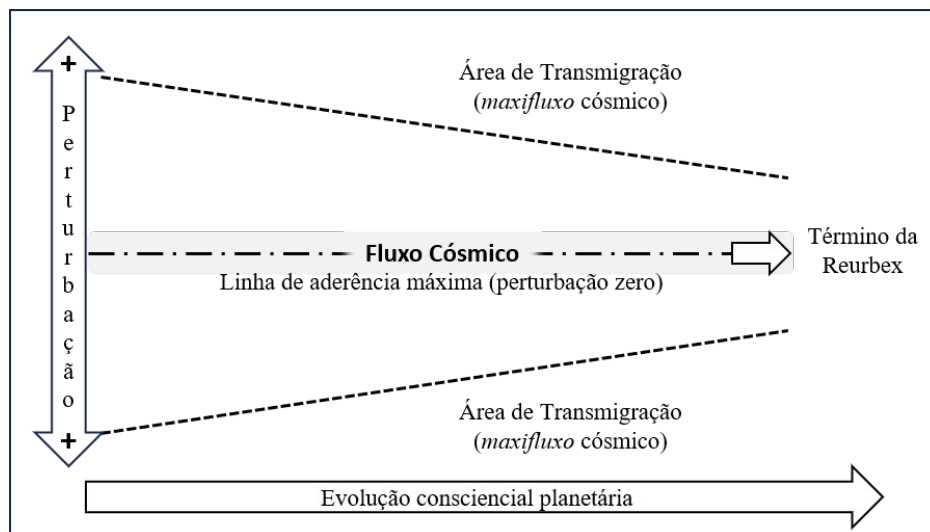 +
Perturbação
+
Área de Transmigração
(maxifluxo cósmico)
Fluxo Cósmico
Linha de aderência máxima (perturbação zero)
Término da
Reurbex
Área de Transmigração
(maxifluxo cósmico)
Evolução consciencial planetária